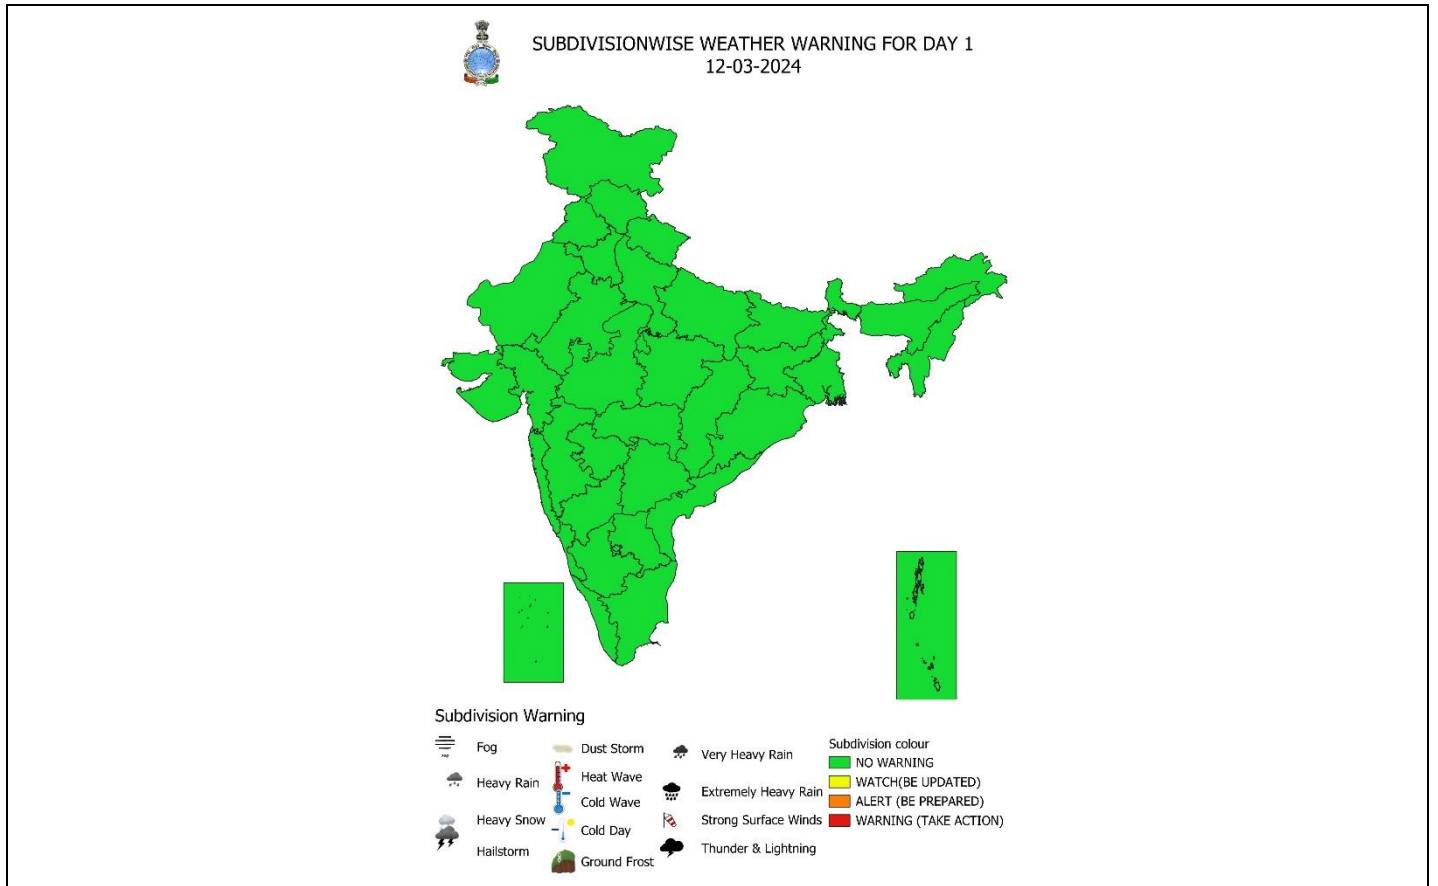 SUBDIVISIONWISE WEATHER WARNING FOR DAY 1
12-03-2024
Subdivision Warning
Fog
Heavy Rain
Heavy Snow
Hailstorm
Dust Storm
Heat Wave
Cold Wave
Cold Day
Ground Frost
Very Heavy Rain
Extremely Heavy Rain
Strong Surface Winds
Thunder & Lightning
Subdivision colour
NO WARNING
WATCH(BE UPDATED)
ALERT (BE PREPARED)
WARNING (TAKE ACTION)